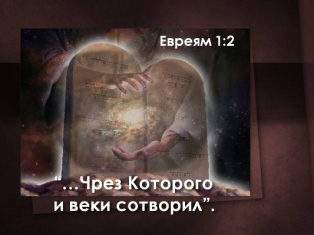 Евреям 1:2
“…Чрез Которого
и веки сотворил”.